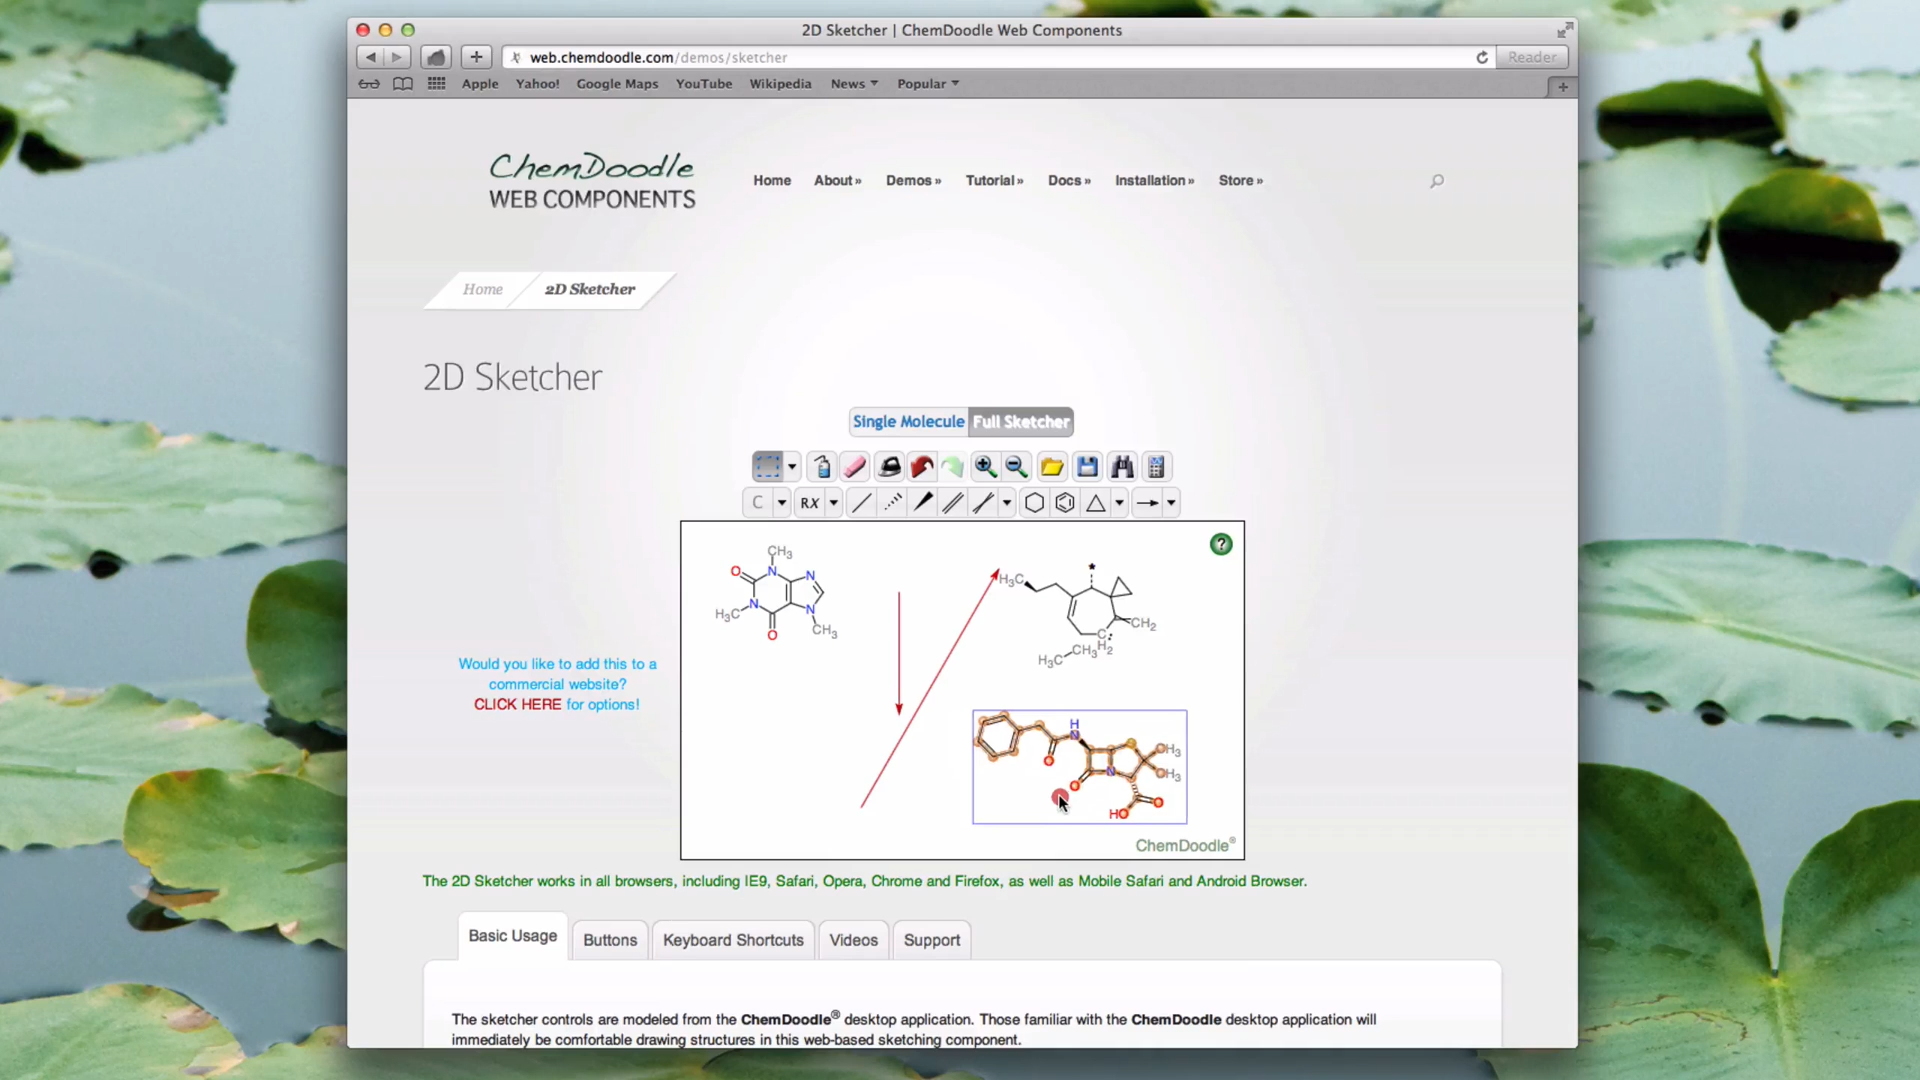 2D Sketcher | ChemDoodle Web Components
web.chemdoodle.com/demos/sketcher
Reader
Apple Yahoo! Google Maps YouTube Wikipedia News Popular
ChemDoodle
WEB COMPONENTS
Home About» Demos» Tutorial» Docs» Installation» Store»
Home 2D Sketcher
2D Sketcher
Single Molecule Full Sketcher
C RX
?
CH₃
O N N
N N
H₃C CH₃
O
H₃C
CH₂
C H₂
H₃C CH₃
H
N S
O CH₃
N CH₃
O
O
HO
Would you like to add this to a
commercial website?
CLICK HERE for options!
ChemDoodle®
The 2D Sketcher works in all browsers, including IE9, Safari, Opera, Chrome and Firefox, as well as Mobile Safari and Android Browser.
Basic Usage Buttons Keyboard Shortcuts Videos Support
The sketcher controls are modeled from the ChemDoodle® desktop application. Those familiar with the ChemDoodle desktop application will
immediately be comfortable drawing structures in this web-based sketching component.